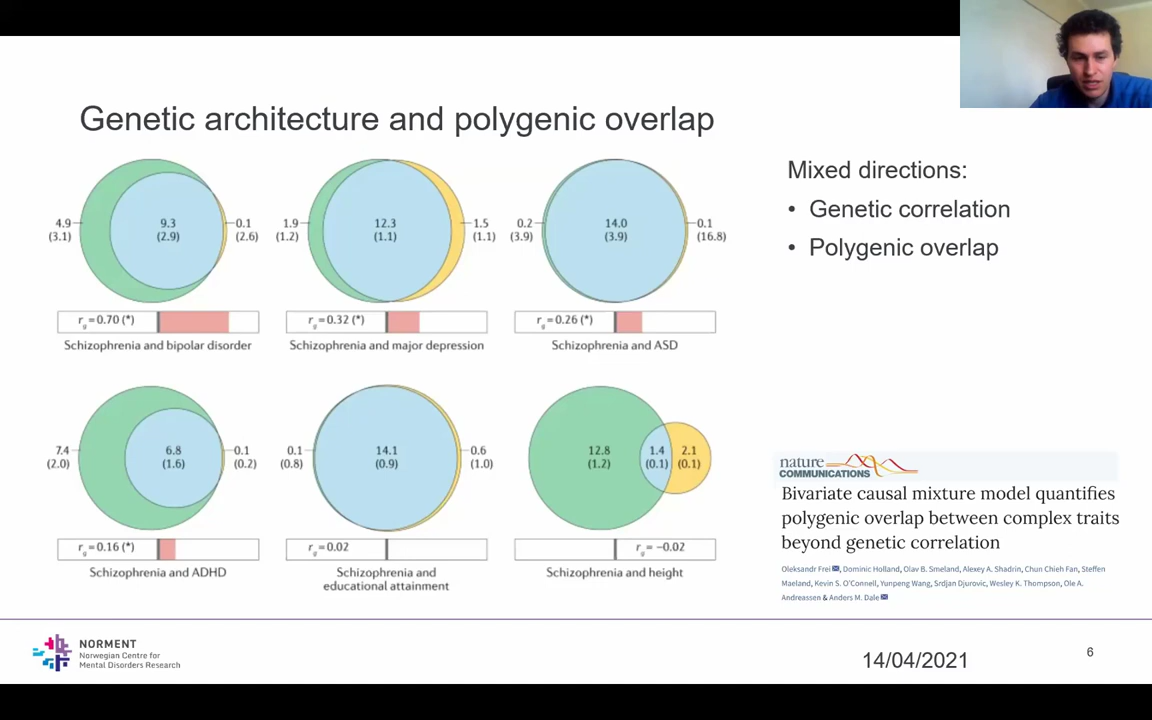 Genetic architecture and polygenic overlap
4.9
(3.1)
9.3
(2.9)
0.1
(2.6)
r_g=0.70 (*)
Schizophrenia and bipolar disorder
1.9
(1.2)
12.3
(1.1)
1.5
(1.1)
r_g=0.32 (*)
Schizophrenia and major depression
0.2
(3.9)
14.0
(3.9)
0.1
(16.8)
r_g=0.26 (*)
Schizophrenia and ASD
7.4
(2.0)
6.8
(1.6)
0.1
(0.2)
r_g=0.16 (*)
Schizophrenia and ADHD
0.1
(0.8)
14.1
(0.9)
0.6
(1.0)
r_g=0.02
Schizophrenia and
educational attainment
12.8
(1.2)
1.4
(0.1)
2.1
(0.1)
r_g= −0.02
Schizophrenia and height
Mixed directions:
• Genetic correlation
• Polygenic overlap
nature
COMMUNICATIONS
Bivariate causal mixture model quantifies
polygenic overlap between complex traits
beyond genetic correlation
Oleksandr Frei, Dominic Holland, Olav B. Smeland, Alexey A. Shadrin, Chun Chieh Fan, Steffen
Maeland, Kevin S. O'Connell, Yunpeng Wang, Srdjan Djurovic, Wesley K. Thompson, Ole A.
Andreassen & Anders M. Dale
NORMENT
Norwegian Centre for
Mental Disorders Research
14/04/2021
6